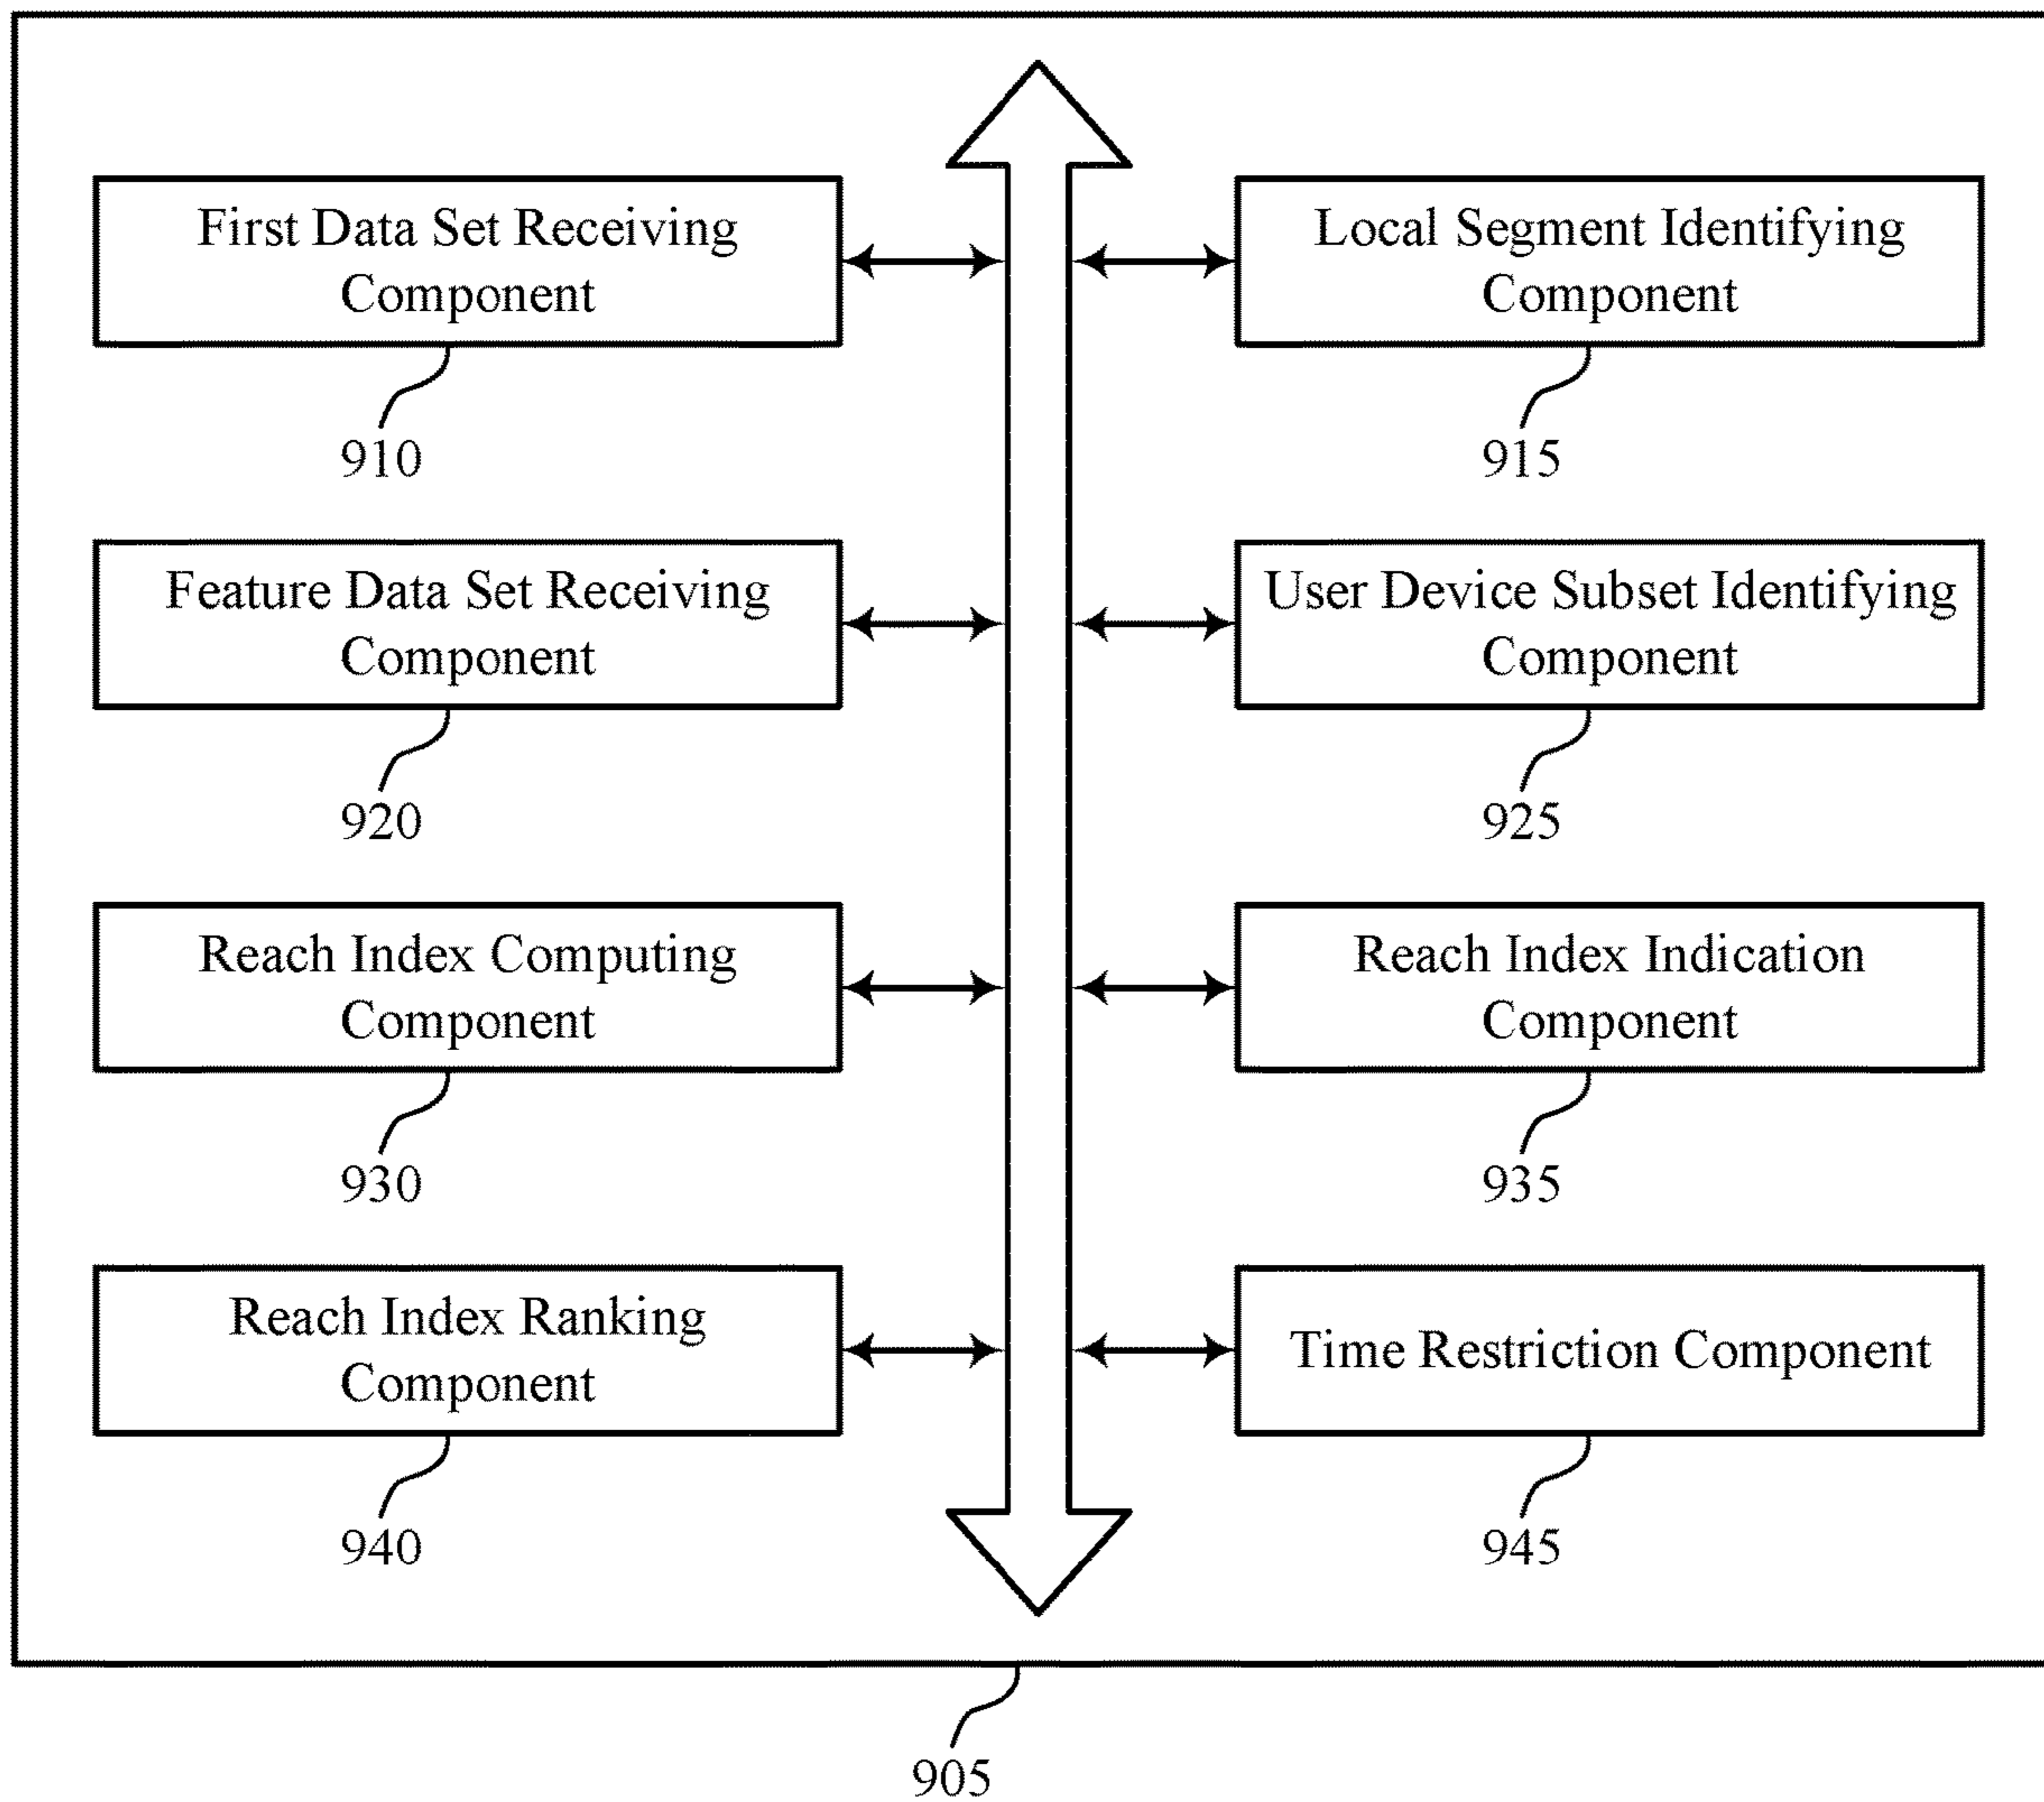 First Data Set Receiving
Component
910
Local Segment Identifying
Component
915
Feature Data Set Receiving
Component
920
User Device Subset Identifying
Component
925
Reach Index Computing
Component
930
Reach Index Indication
Component
935
Reach Index Ranking
Component
940
Time Restriction Component
945
905